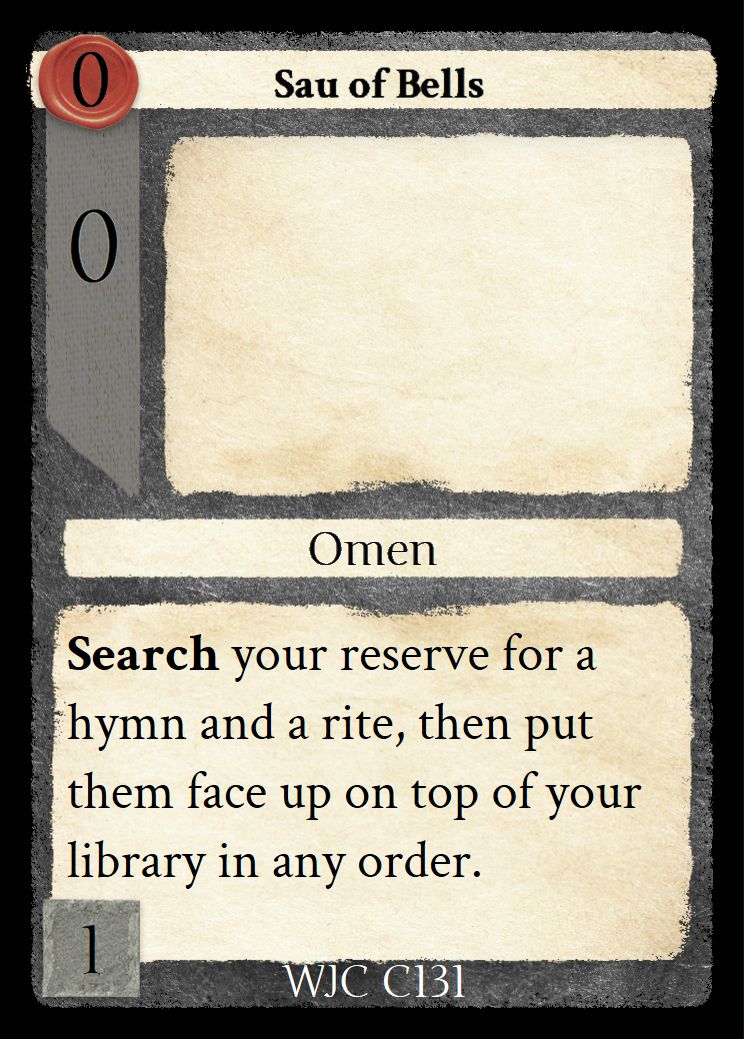 0
Sau of Bells
0
Omen
Search your reserve for a
hymn and a rite, then put
them face up on top of your
library in any order.
1
WJC C131